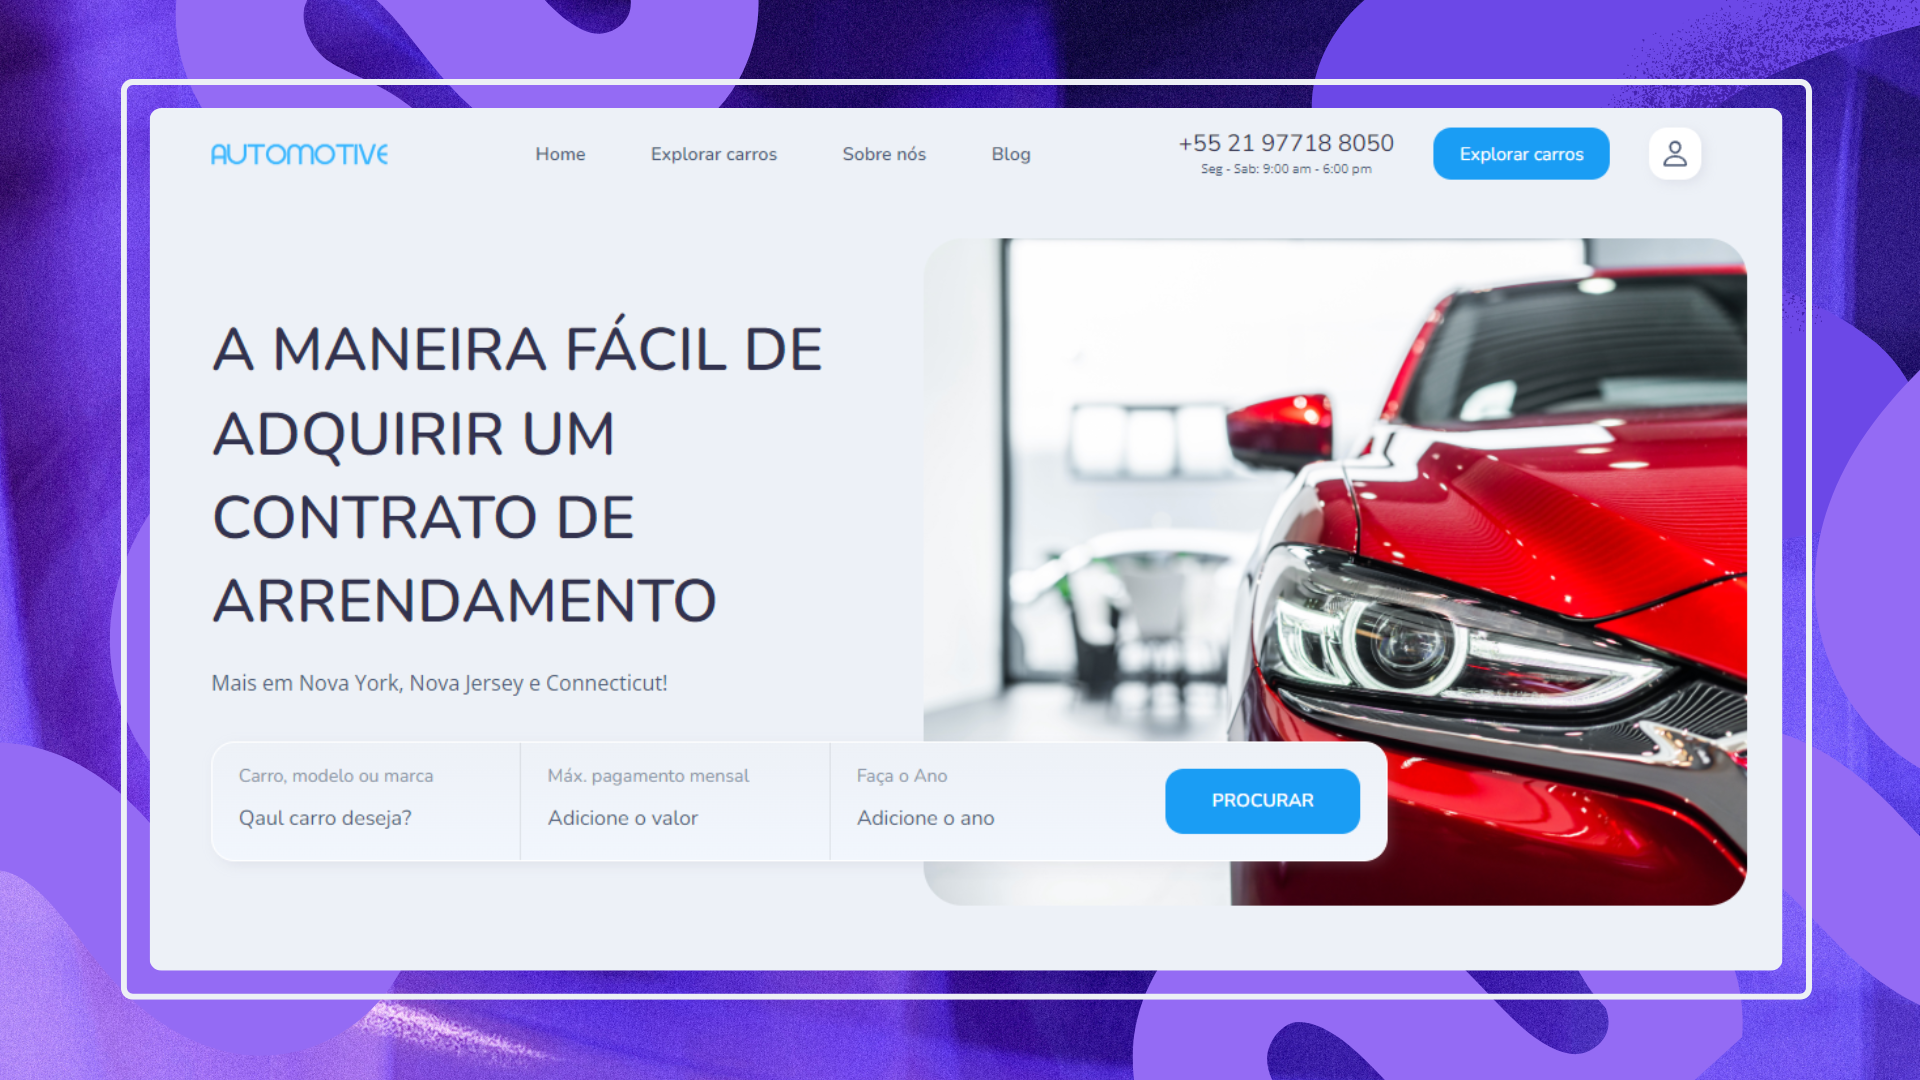 AUTOMOTIVE
Home
Explorar carros
Sobre nós
Blog
+55 21 97718 8050
Seg - Sab: 9:00 am - 6:00 pm
Explorar carros
A MANEIRA FÁCIL DE
ADQUIRIR UM
CONTRATO DE
ARRENDAMENTO
Mais em Nova York, Nova Jersey e Connecticut!
Carro, modelo ou marca
Qaul carro deseja?
Máx. pagamento mensal
Adicione o valor
Faça o Ano
Adicione o ano
PROCURAR